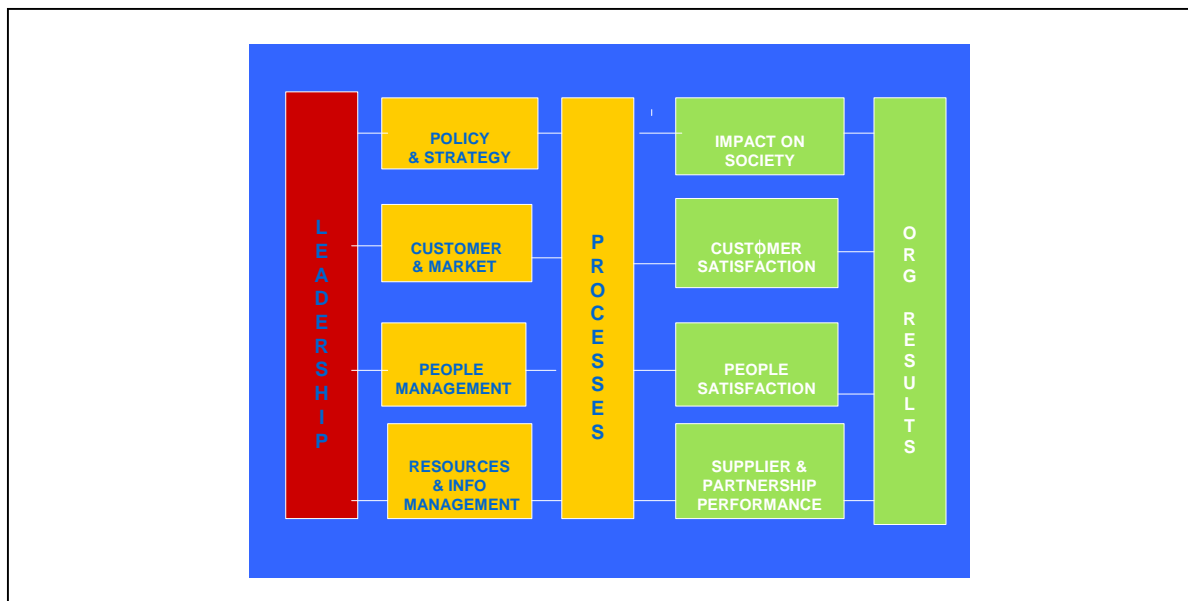 LEADERSHIP
POLICY
& STRATEGY
CUSTOMER
& MARKET
PEOPLE
MANAGEMENT
RESOURCES
& INFO
MANAGEMENT
PROCESSES
IMPACT ON
SOCIETY
CUSTOMER
SATISFACTION
PEOPLE
SATISFACTION
SUPPLIER &
PARTNERSHIP
PERFORMANCE
ORG RESULTS